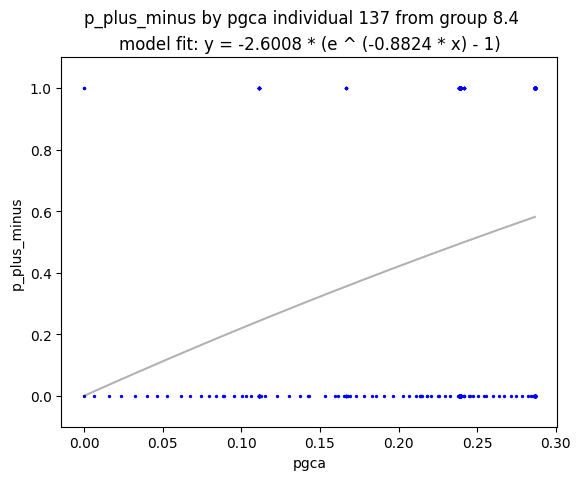 p_plus_minus by pgca individual 137 from group 8.4
model fit: y = -2.6008 * (e ^ (-0.8824 * x) - 1)
p_plus_minus
1.0
0.8
0.6
0.4
0.2
0.0
0.00 0.05 0.10 0.15 0.20 0.25 0.30
pgca